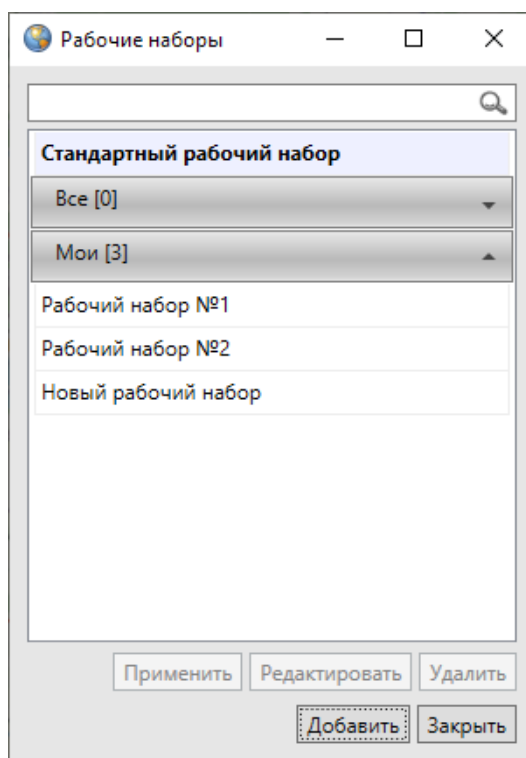 Рабочие наборы
Стандартный рабочий набор
Все [0]
Мои [3]
Рабочий набор №1
Рабочий набор №2
Новый рабочий набор
Применить Редактировать Удалить
Добавить Закрыть